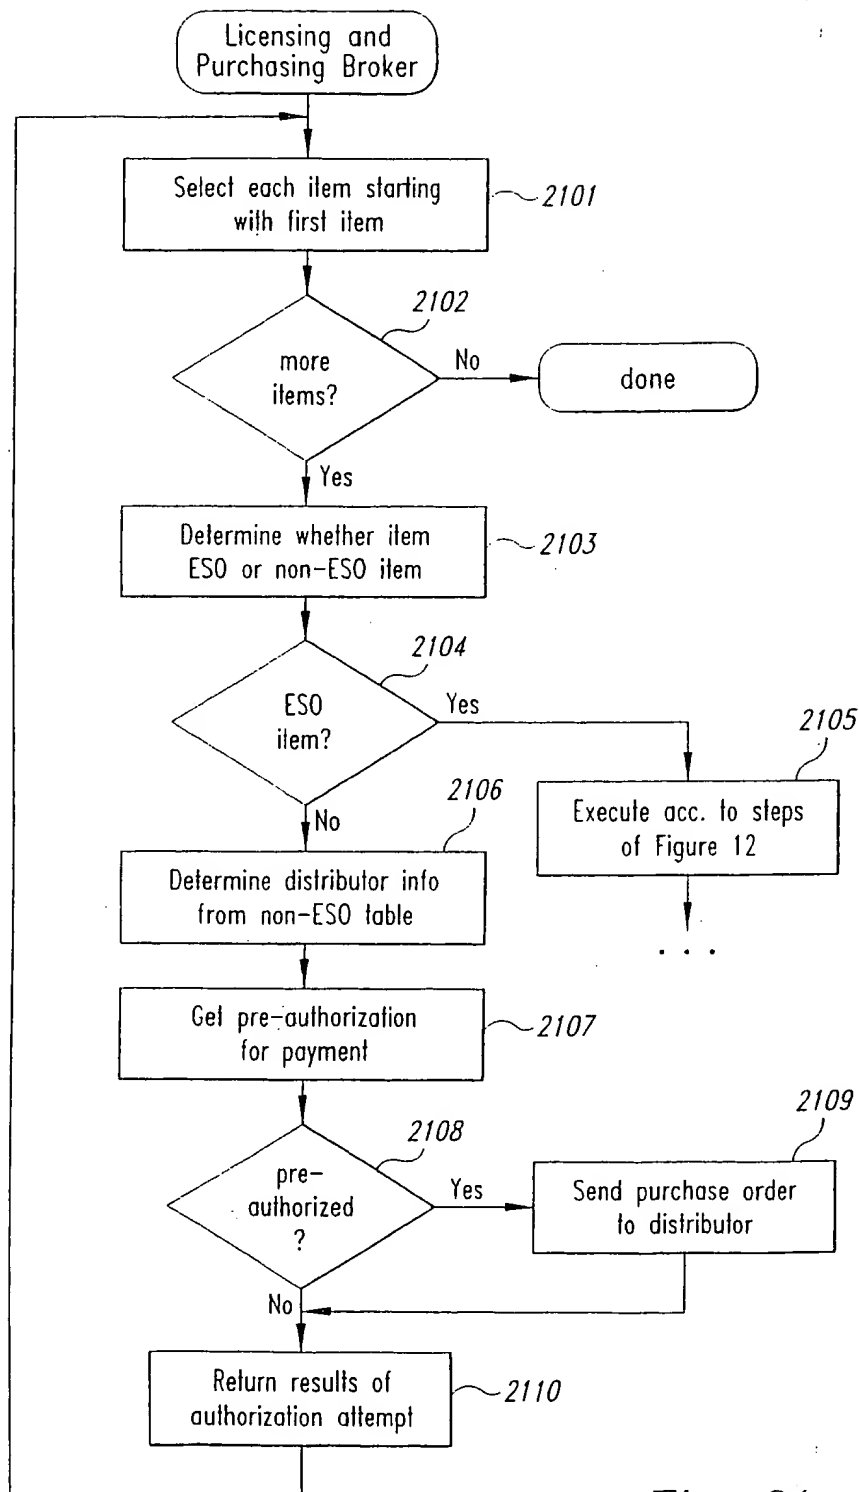 Licensing and
Purchasing Broker
Select each item starting
with first item
2101
2102
more
items?
No
done
Yes
Determine whether item
ESO or non-ESO item
2103
2104
ESO
item?
Yes
2105
Execute acc. to steps
of Figure 12
. . .
No
2106
Determine distributor info
from non-ESO table
Get pre-authorization
for payment
2107
2108
pre-
authorized
?
Yes
2109
Send purchase order
to distributor
No
Return results of
authorization attempt
2110